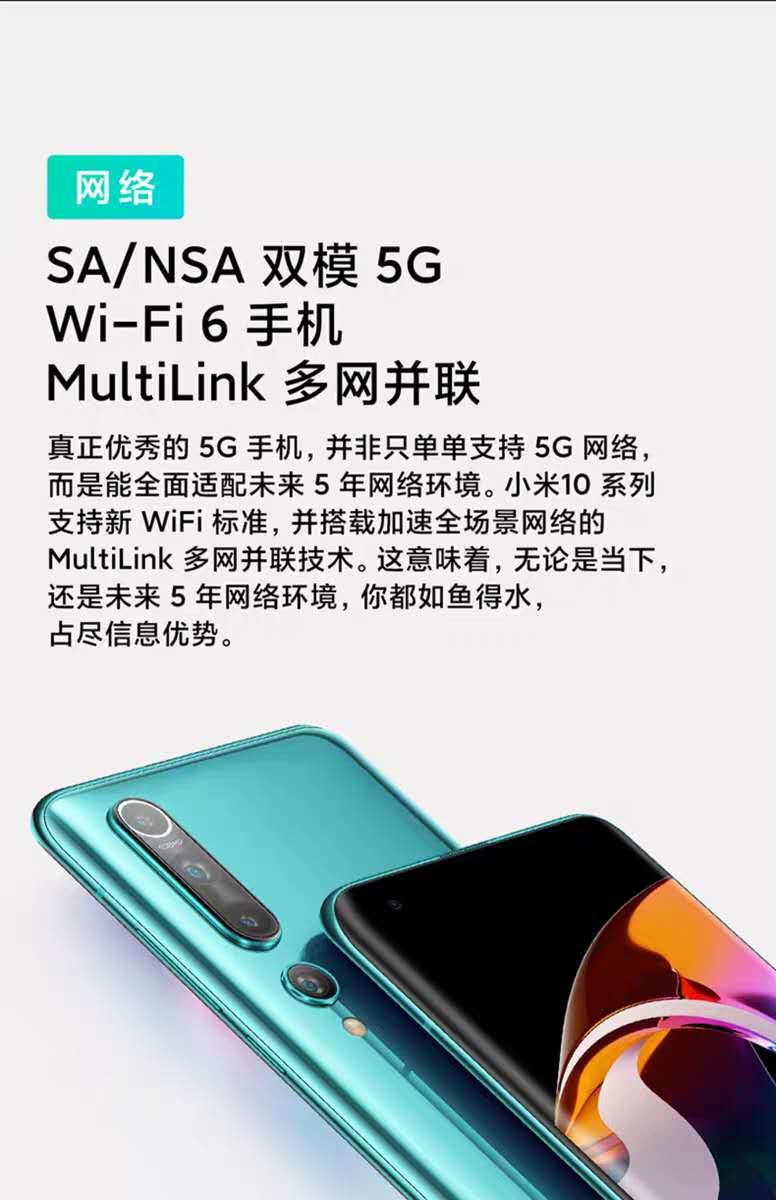 网络
SA/NSA 双模 5G
Wi-Fi 6 手机
MultiLink 多网并联
真正优秀的 5G 手机，并非只单单支持 5G 网络，
而是能全面适配未来 5 年网络环境。小米10 系列
支持新 WiFi 标准，并搭载加速全场景网络的
MultiLink 多网并联技术。这意味着，无论是当下，
还是未来 5 年网络环境，你都如鱼得水，
占尽信息优势。
108MP